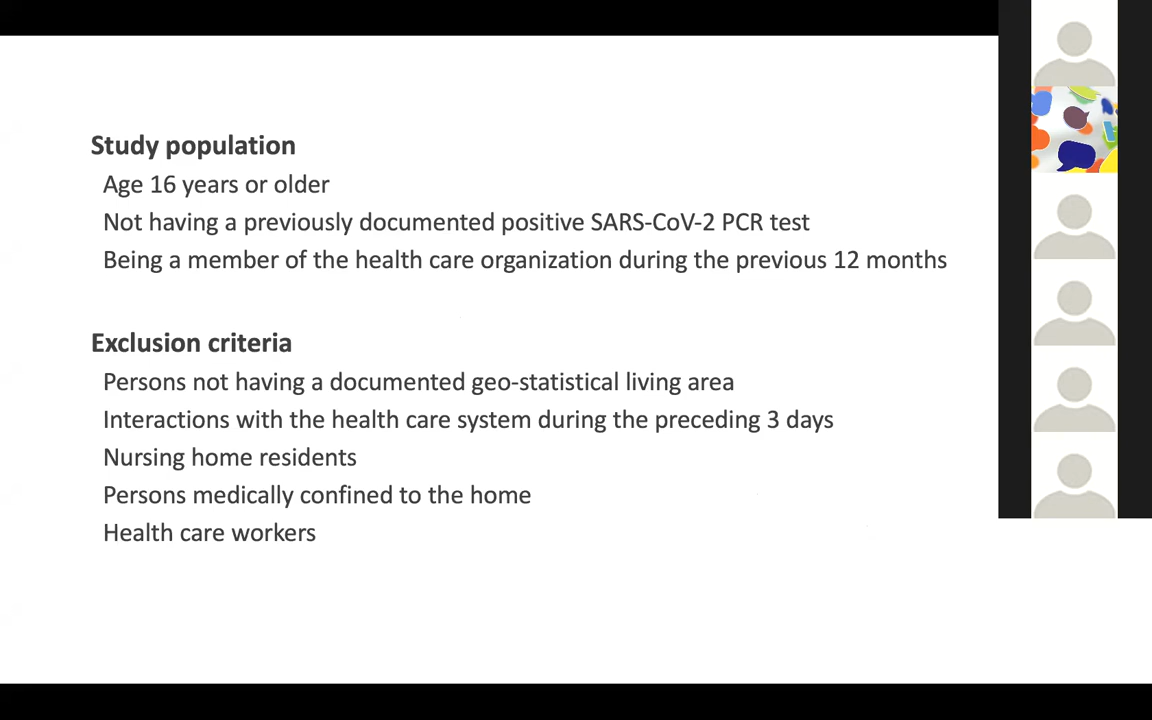 Study population
Age 16 years or older
Not having a previously documented positive SARS-CoV-2 PCR test
Being a member of the health care organization during the previous 12 months
Exclusion criteria
Persons not having a documented geo-statistical living area
Interactions with the health care system during the preceding 3 days
Nursing home residents
Persons medically confined to the home
Health care workers